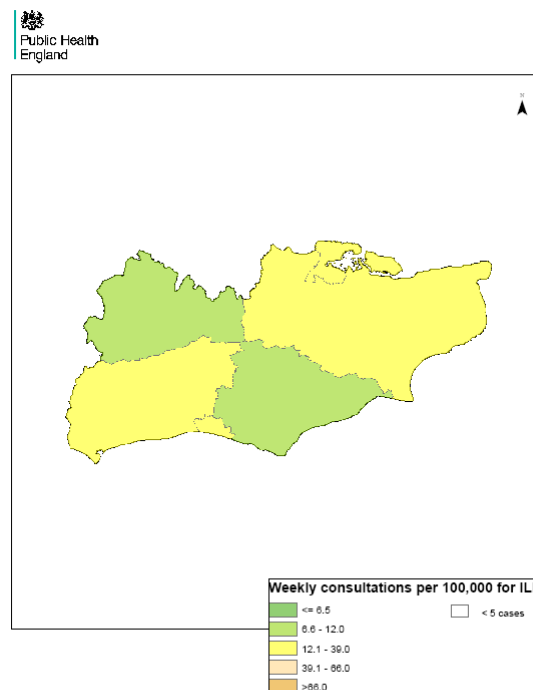 Public Health
England
N
Weekly consultations per 100,000 for IL
<= 6.5
< 5 cases
6.6 - 12.0
12.1 - 39.0
39.1 - 66.0
>66.0